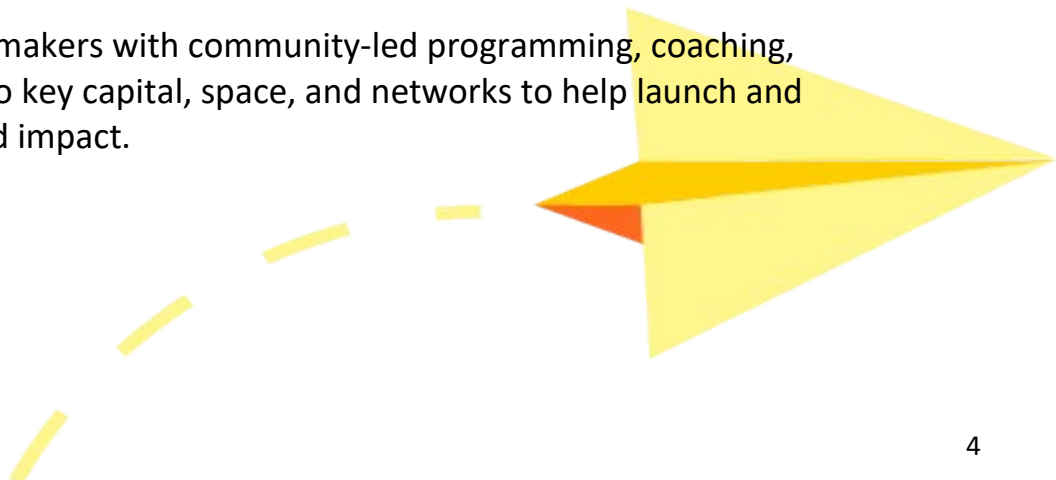 makers with community-led programming, coaching,
o key capital, space, and networks to help launch and
d impact.
4